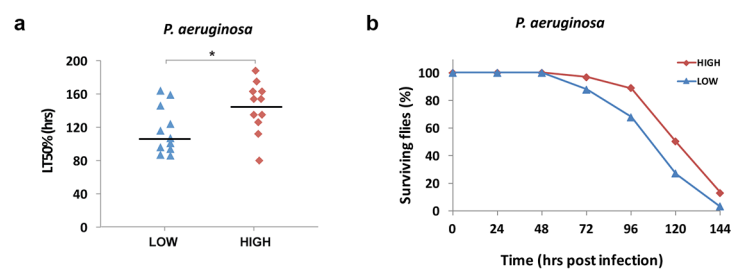 a
P. aeruginosa
*
LT50% (hrs)
200
160
120
80
40
0
LOW
HIGH
b
P. aeruginosa
HIGH
LOW
Surviving flies (%)
100
80
60
40
20
0
0 24 48 72 96 120 144
Time (hrs post infection)